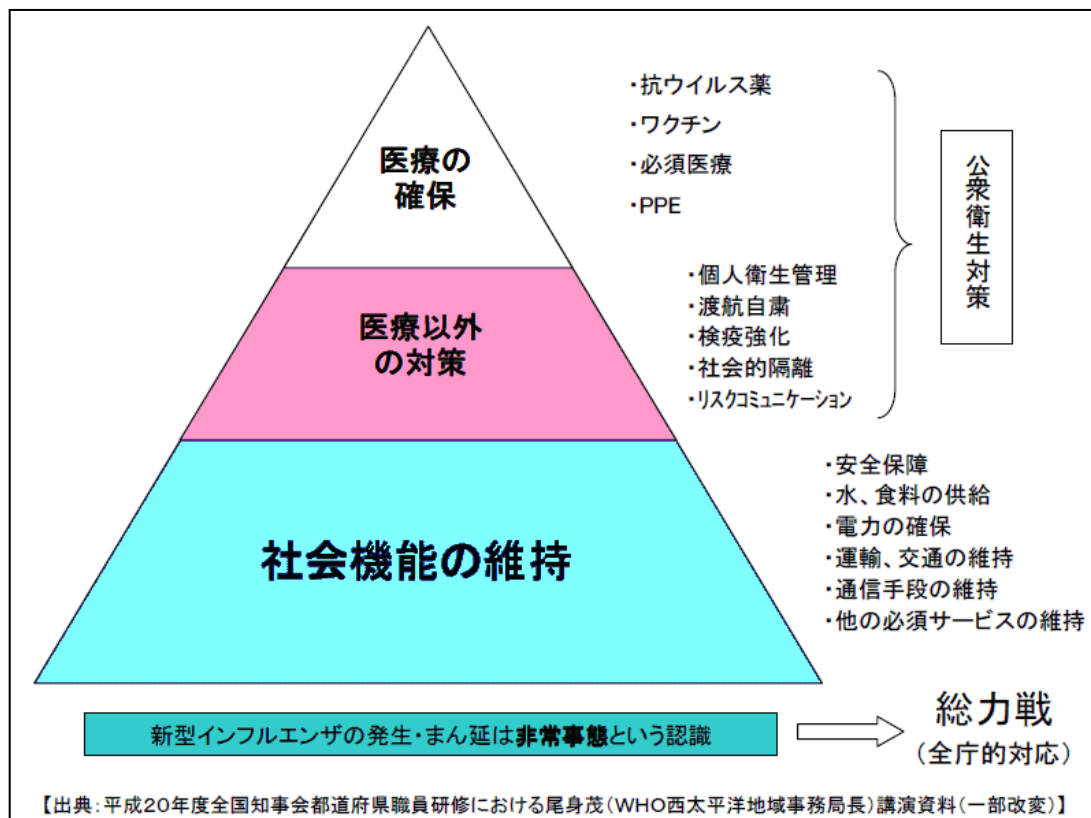 医療の
確保
・抗ウイルス薬
・ワクチン
・必須医療
・PPE
医療以外
の対策
・個人衛生管理
・渡航自粛
・検疫強化
・社会的隔離
・リスクコミュニケーション
公衆衛生対策
社会機能の維持
・安全保障
・水、食料の供給
・電力の確保
・運輸、交通の維持
・通信手段の維持
・他の必須サービスの維持
新型インフルエンザの発生・まん延は非常事態という認識
総力戦
(全庁的対応)
【出典:平成20年度全国知事会都道府県職員研修における尾身茂(WHO西太平洋地域事務局長)講演資料(一部改変)】